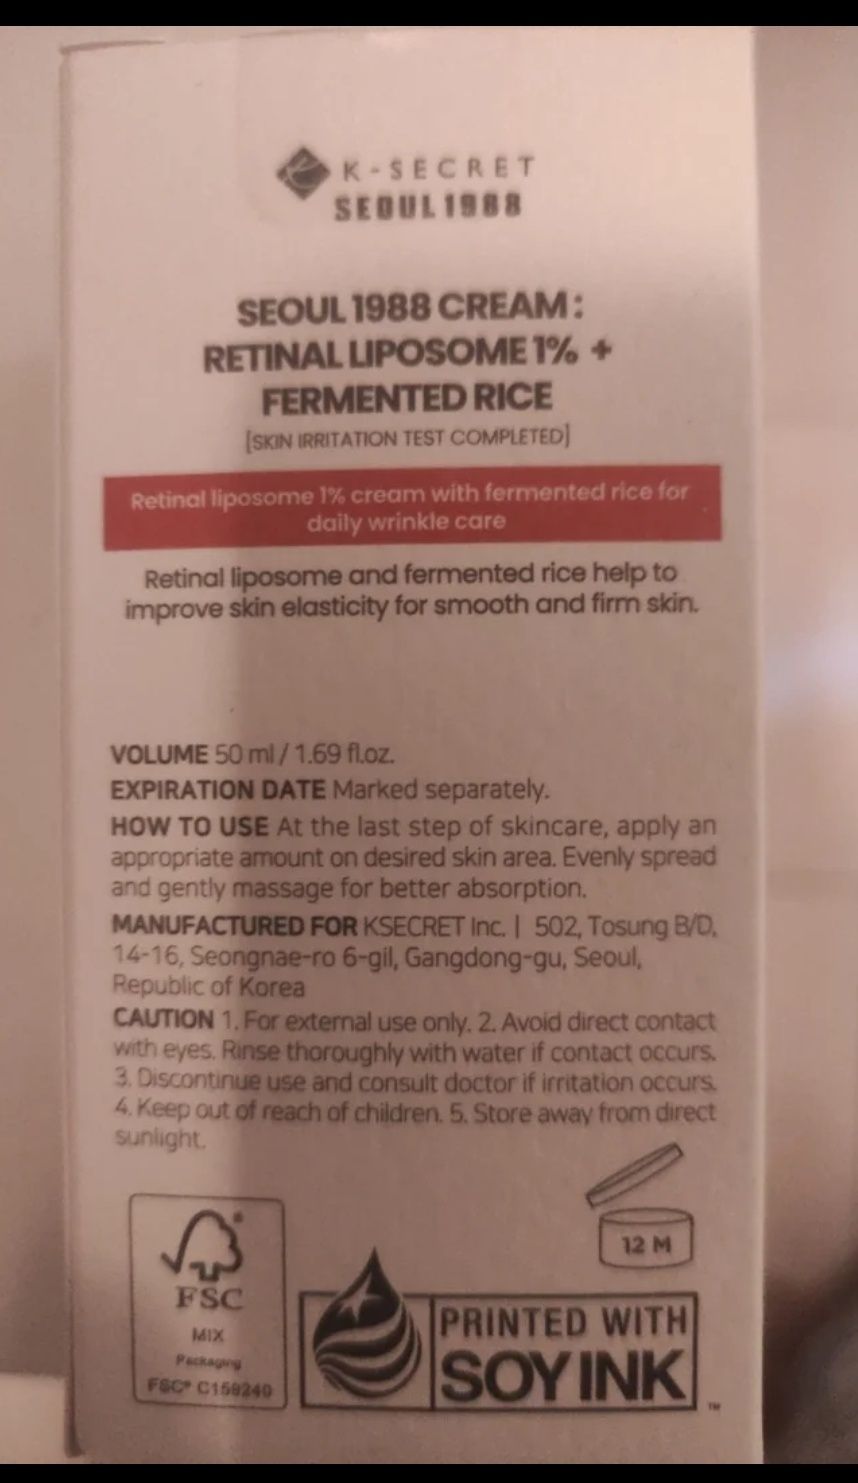 K-SECRET
SEOUL 1988
SEOUL 1988 CREAM:
RETINAL LIPOSOME 1% +
FERMENTED RICE
[SKIN IRRITATION TEST COMPLETED]
Retinal liposome 1% cream with fermented rice for
daily wrinkle care
Retinal liposome and fermented rice help to
improve skin elasticity for smooth and firm skin.
VOLUME 50 ml / 1.69 fl.oz.
EXPIRATION DATE Marked separately.
HOW TO USE At the last step of skincare, apply an
appropriate amount on desired skin area. Evenly spread
and gently massage for better absorption.
MANUFACTURED FOR KSECRET Inc. | 502, Tosung B/D,
14-16, Seongnae-ro 6-gil, Gangdong-gu, Seoul,
Republic of Korea
CAUTION 1. For external use only. 2. Avoid direct contact
with eyes. Rinse thoroughly with water if contact occurs.
3. Discontinue use and consult doctor if irritation occurs.
4. Keep out of reach of children. 5. Store away from direct
sunlight.
12 M
FSC
MIX
Packaging
FSC® C159240
PRINTED WITH
SOY INK
™